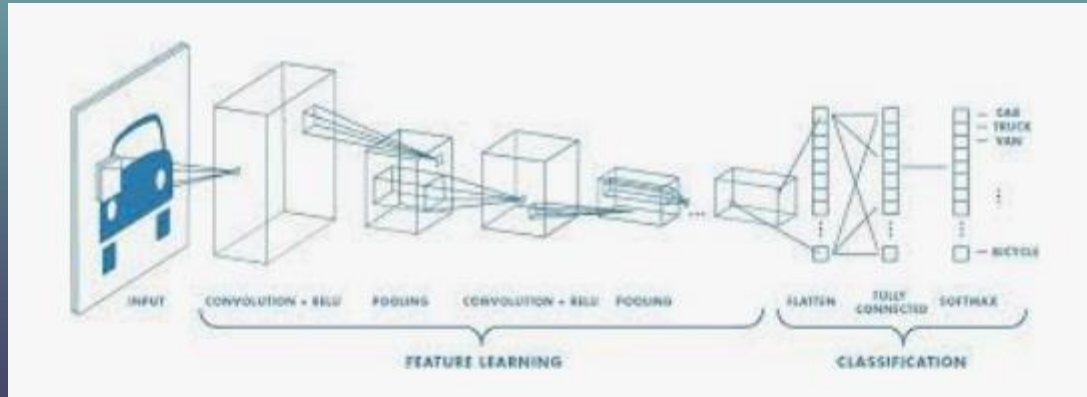 CAR
TRUCK
VAN
BICYCLE
INPUT CONVOLUTION + RELU POOLING CONVOLUTION + RELU POOLING FLATTEN FULLY CONNECTED SOFTMAX
FEATURE LEARNING CLASSIFICATION